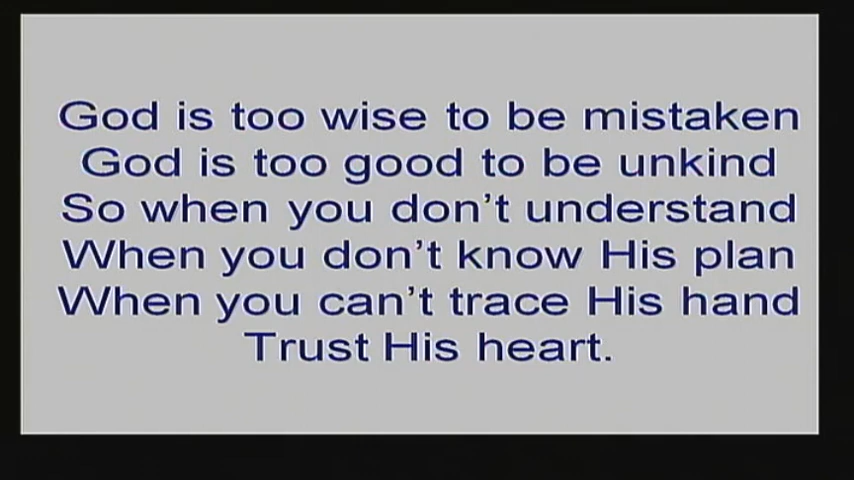 God is too wise to be mistaken
God is too good to be unkind
So when you don’t understand
When you don’t know His plan
When you can’t trace His hand
Trust His heart.